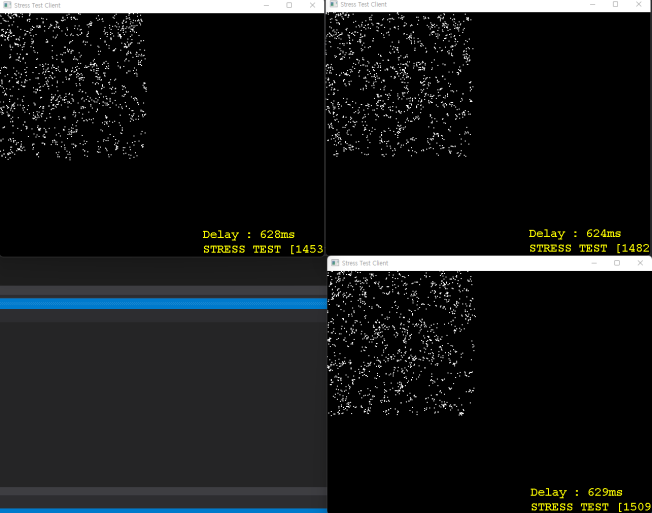 Stress Test Client
Delay : 628ms
STRESS TEST [1453
Stress Test Client
Delay : 624ms
STRESS TEST [1482
Stress Test Client
Delay : 629ms
STRESS TEST [1509